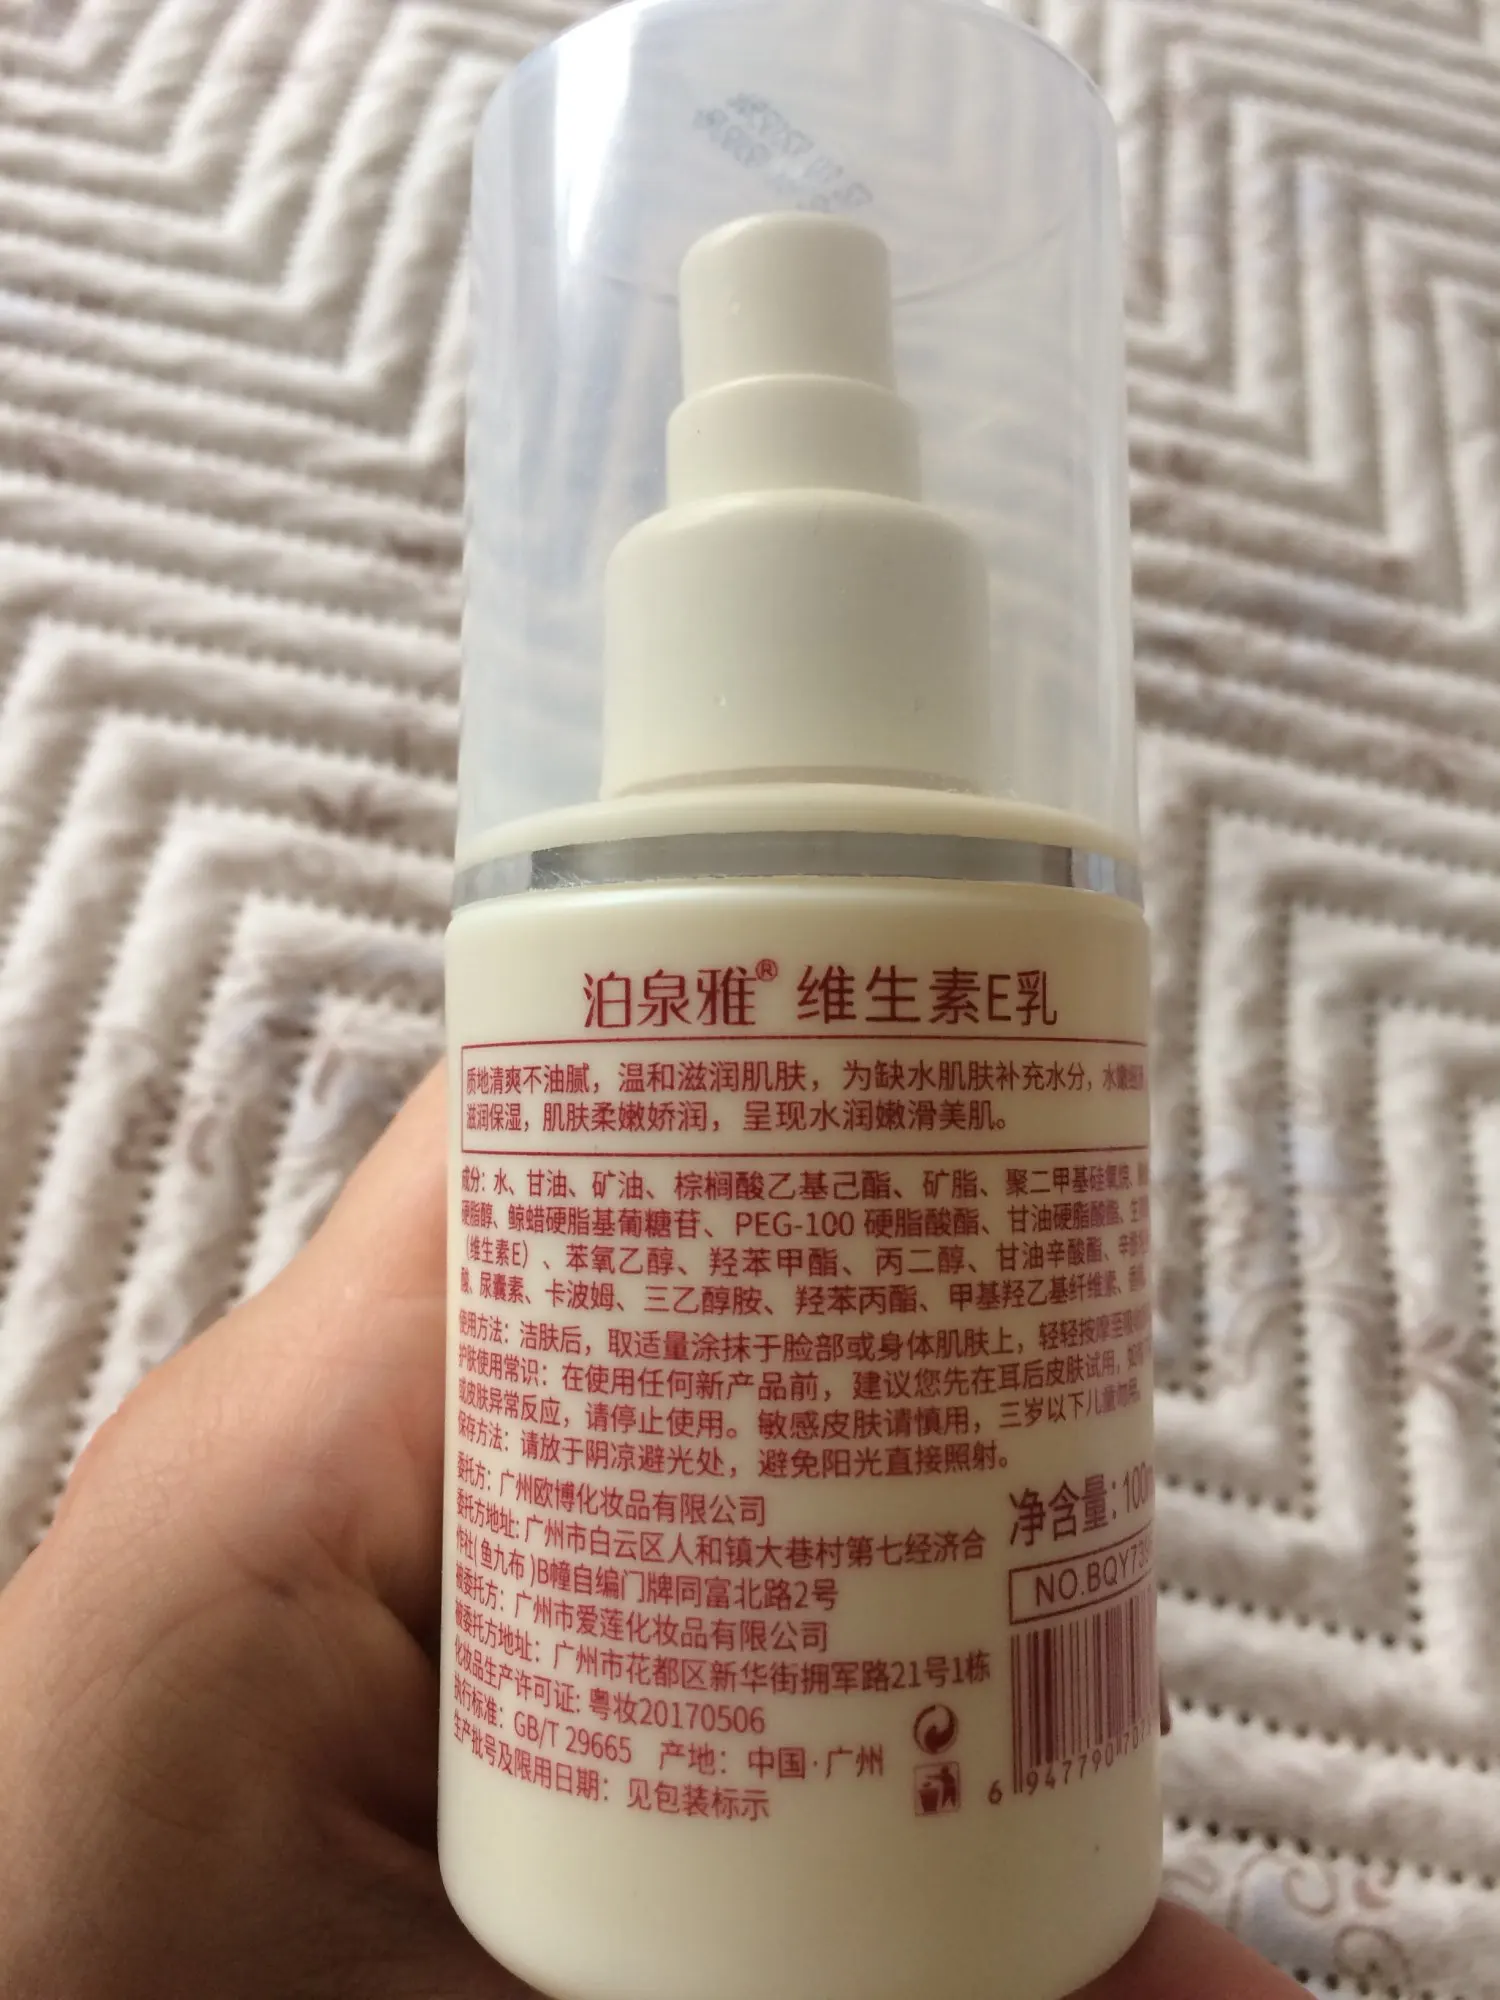 泊泉雅® 维生素E乳
质地清爽不油腻，温和滋润肌肤，为缺水肌肤补充水分，水嫩
滋润保湿，肌肤柔嫩娇润，呈现水润嫩滑美肌。
成分：水、甘油、矿油、棕榈酸乙基己酯、矿脂、聚二甲基硅氧烷、
硬脂醇、鲸蜡硬脂基葡糖苷、PEG-100 硬脂酸酯、甘油硬脂酸酯、生
（维生素E）、苯氧乙醇、羟苯甲酯、丙二醇、甘油辛酸酯、辛
酸、尿囊素、卡波姆、三乙醇胺、羟苯丙酯、甲基羟乙基纤维素、香
使用方法：洁肤后，取适量涂抹于脸部或身体肌肤上，轻轻按摩至吸收
护肤使用常识：在使用任何新产品前，建议您先在耳后皮肤试用，如有
或皮肤异常反应，请停止使用。敏感皮肤请慎用，三岁以下儿童勿用。
保存方法：请放于阴凉避光处，避免阳光直接照射。
委托方：广州欧博化妆品有限公司
委托方地址：广州市白云区人和镇大巷村第七经济合
作社(鱼九布)B幢自编门牌同富北路2号
被委托方：广州市爱莲化妆品有限公司
被委托方地址：广州市花都区新华街拥军路21号1栋
化妆品生产许可证：粤妆20170506
执行标准：GB/T 29665 产地：中国·广州
生产批号及限用日期：见包装标示
净含量：100
NO.BQY73
6 947790 707